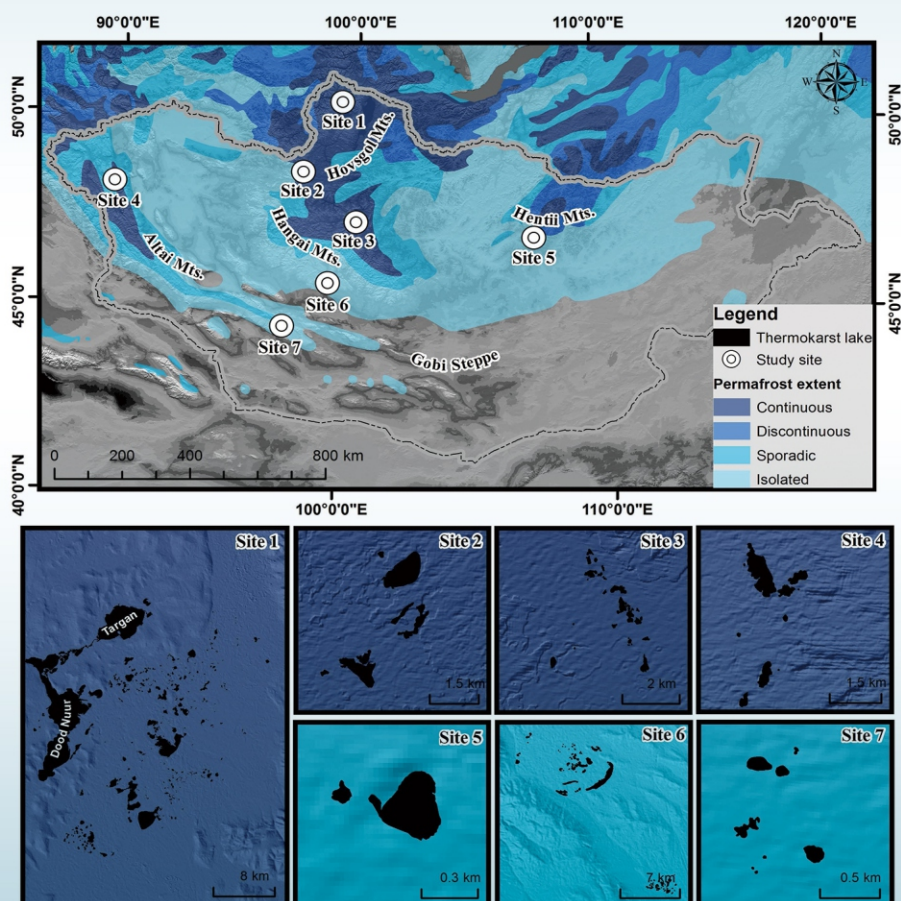 90°0'0"E 100°0'0"E 110°0'0"E 120°0'0"E
50°0'0"N
50°0'0"N
N
W E
S
Site 1
Hovsgol Mts.
Site 2
Site 4
Hangai Mts.
Site 3
Hentii Mts.
Site 5
Altai Mts.
Site 6
45°0'0"N
45°0'0"N
Site 7
Gobi Steppe
Legend
Thermokarst lake
Study site
Permafrost extent
Continuous
Discontinuous
Sporadic
Isolated
0 200 400 600 800 km
40°0'0"N
100°0'0"E 110°0'0"E
Site 1
Targan
Dood Nuur
8 km
Site 2
1.5 km
Site 3
2 km
Site 4
1.5 km
Site 5
0.3 km
Site 6
7 km
Site 7
0.5 km